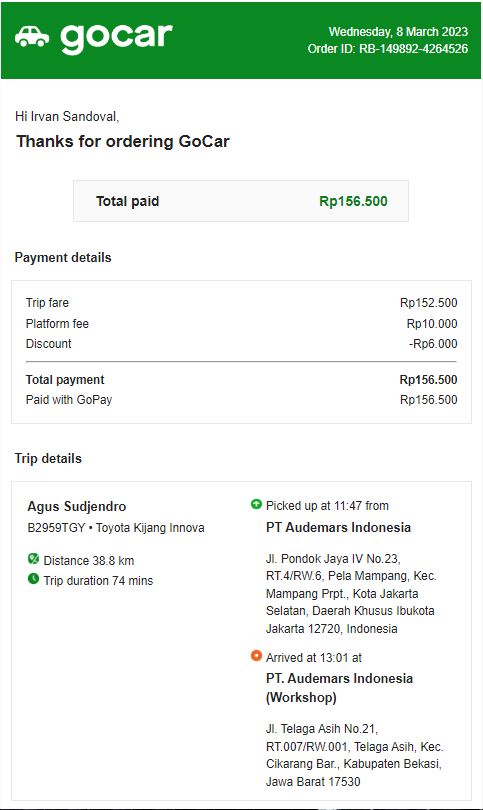 gocar
Wednesday, 8 March 2023
Order ID: RB-149892-4264526
Hi Irvan Sandoval,
Thanks for ordering GoCar
Total paid Rp156.500
Payment details
Trip fare Rp152.500
Platform fee Rp10.000
Discount -Rp6.000
Total payment Rp156.500
Paid with GoPay Rp156.500
Trip details
Agus Sudjendro
B2959TGY • Toyota Kijang Innova
Distance 38.8 km
Trip duration 74 mins
Picked up at 11:47 from
PT Audemars Indonesia
Jl. Pondok Jaya IV No.23,
RT.4/RW.6, Pela Mampang, Kec.
Mampang Prpt., Kota Jakarta
Selatan, Daerah Khusus Ibukota
Jakarta 12720, Indonesia
Arrived at 13:01 at
PT. Audemars Indonesia
(Workshop)
Jl. Telaga Asih No.21,
RT.007/RW.001, Telaga Asih, Kec.
Cikarang Bar., Kabupaten Bekasi,
Jawa Barat 17530